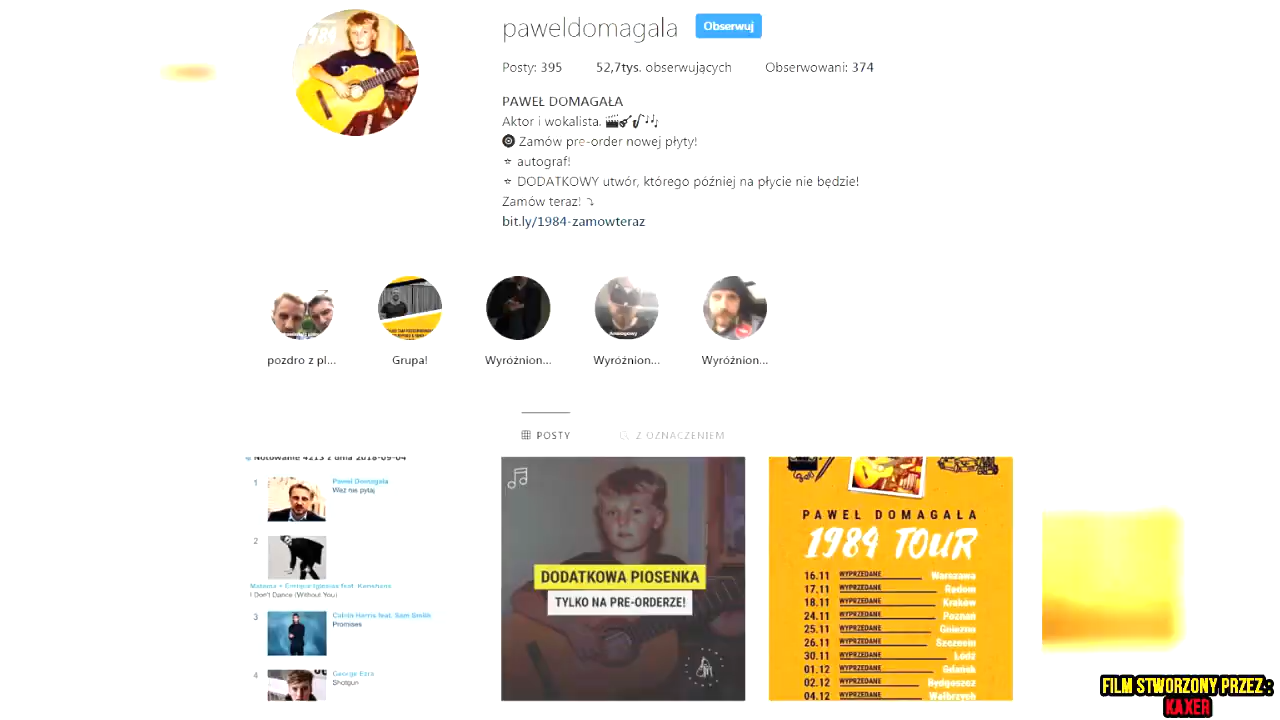 paweldomagala
Obserwuj
Posty: 395 52,7tys. obserwujących Obserwowani: 374
PAWEŁ DOMAGAŁA
Aktor i wokalista.
Zamów pre-order nowej płyty!
autograf!
DODATKOWY utwór, którego później na płycie nie będzie!
Zamów teraz!
bit.ly/1984-zamowteraz
pozdro z pl... Grupa! Wyróżnion... Wyróżnion... Wyróżnion...
POSTY Z OZNACZENIEM
Notowanie 4213 z dnia 2018-09-04
1 Paweł Domagała
Weź nie pytaj
2
Matoma & Enrique Iglesias feat. Konshens
I Don't Dance (Without You)
3 Calvin Harris feat. Sam Smith
Promises
4 George Ezra
Shotgun
DODATKOWA PIOSENKA
TYLKO NA PRE-ORDERZE!
PAWEŁ DOMAGAŁA
1984 TOUR
16.11 WYPRZEDANE Warszawa
17.11 WYPRZEDANE Radom
18.11 WYPRZEDANE Kraków
24.11 WYPRZEDANE Poznań
25.11 WYPRZEDANE Gniezno
26.11 WYPRZEDANE Szczecin
30.11 WYPRZEDANE Łódź
01.12 WYPRZEDANE Gdańsk
02.12 WYPRZEDANE Bydgoszcz
04.12 WYPRZEDANE Wałbrzych
FILM STWORZONY PRZEZ :
KAXER